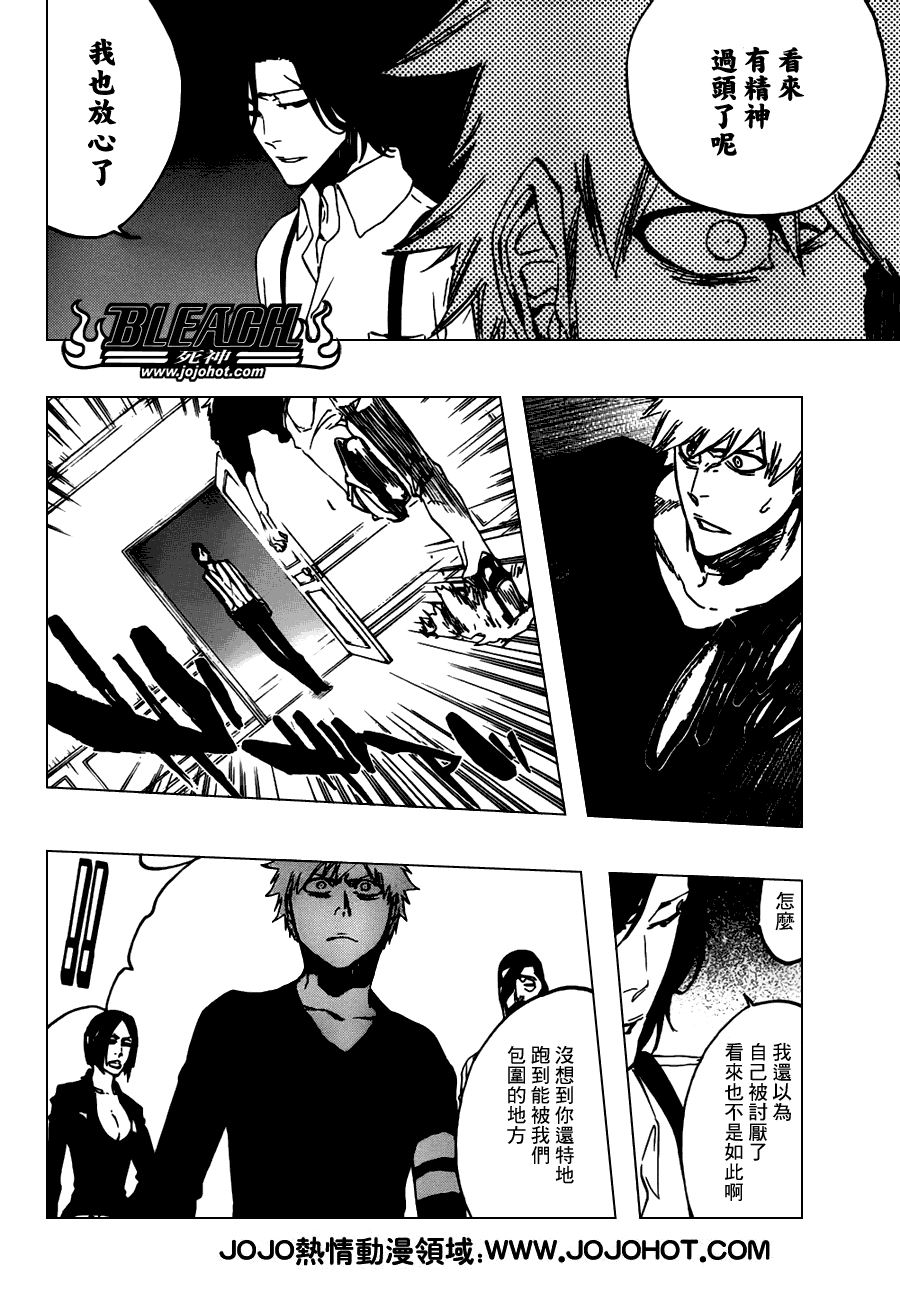 看來
有精神
過頭了呢
我也放心了
BLEACH
死神
www.jojohot.com
怎麼
我還以為
自己被討厭了
看來也不是如此啊
沒想到你還特地
跑到能被我們
包圍的地方
JOJO熱情動漫領域:WWW.JOJOHOT.COM